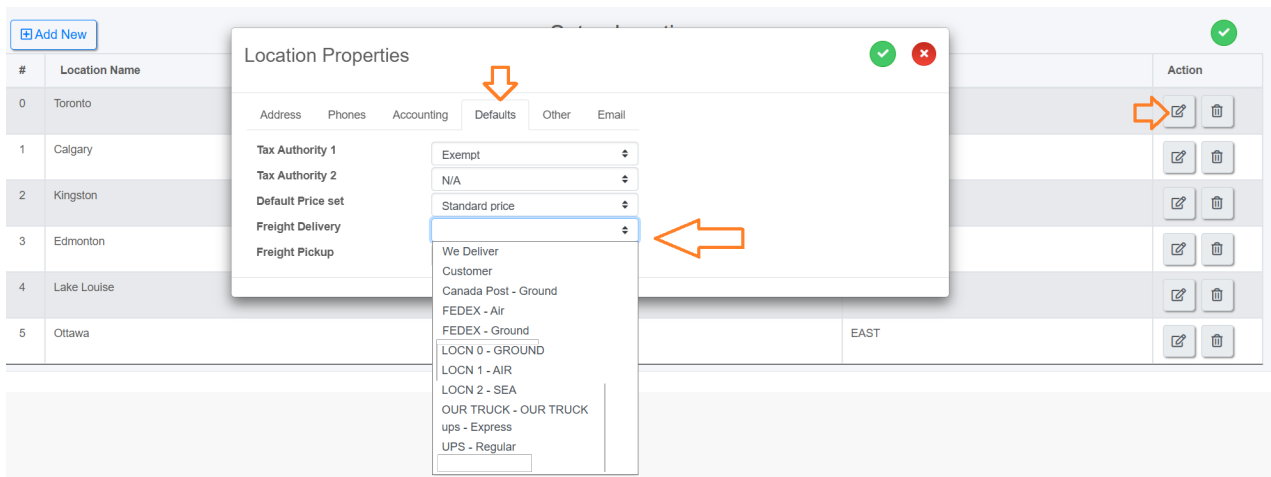 Add New
Location Properties
# Location Name Action
Address Phones Accounting Defaults Other Email
0 Toronto
Tax Authority 1 Exempt
1 Calgary
Tax Authority 2 N/A
2 Kingston
Default Price set Standard price
Freight Delivery
3 Edmonton
Freight Pickup
We Deliver
Customer
4 Lake Louise
Canada Post - Ground
FEDEX - Air
5 Ottawa EAST
FEDEX - Ground
LOCN 0 - GROUND
LOCN 1 - AIR
LOCN 2 - SEA
OUR TRUCK - OUR TRUCK
ups - Express
UPS - Regular